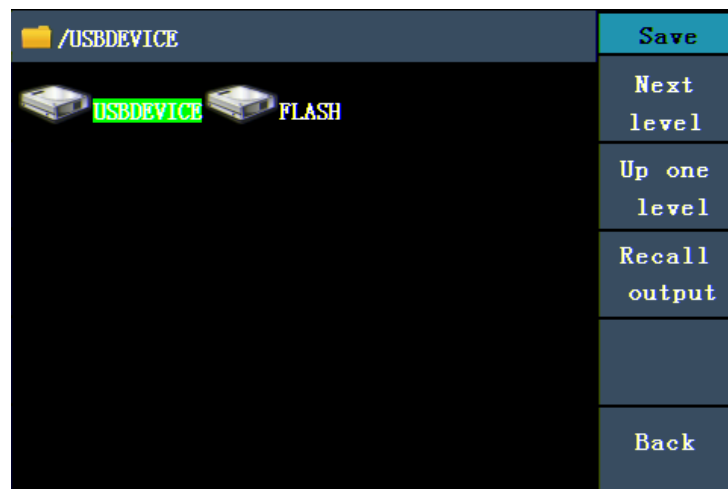 /USBDEVICE
USBDEVICE FLASH
Save
Next
level
Up one
level
Recall
output
Back